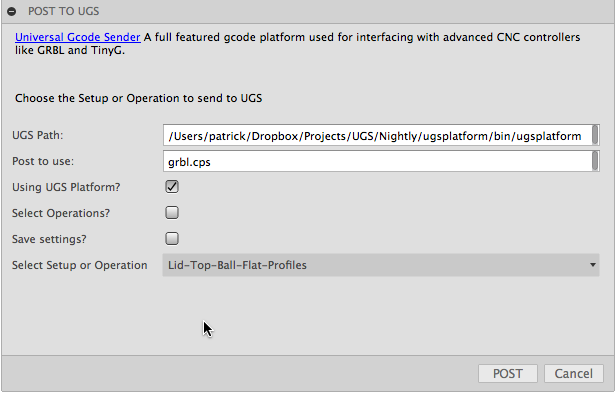 POST TO UGS
Universal Gcode Sender A full featured gcode platform used for interfacing with advanced CNC controllers
like GRBL and TinyG.
Choose the Setup or Operation to send to UGS
UGS Path: /Users/patrick/Dropbox/Projects/UGS/Nightly/ugsplatform/bin/ugsplatform
Post to use: grbl.cps
Using UGS Platform?
Select Operations?
Save settings?
Select Setup or Operation Lid-Top-Ball-Flat-Profiles
POST Cancel